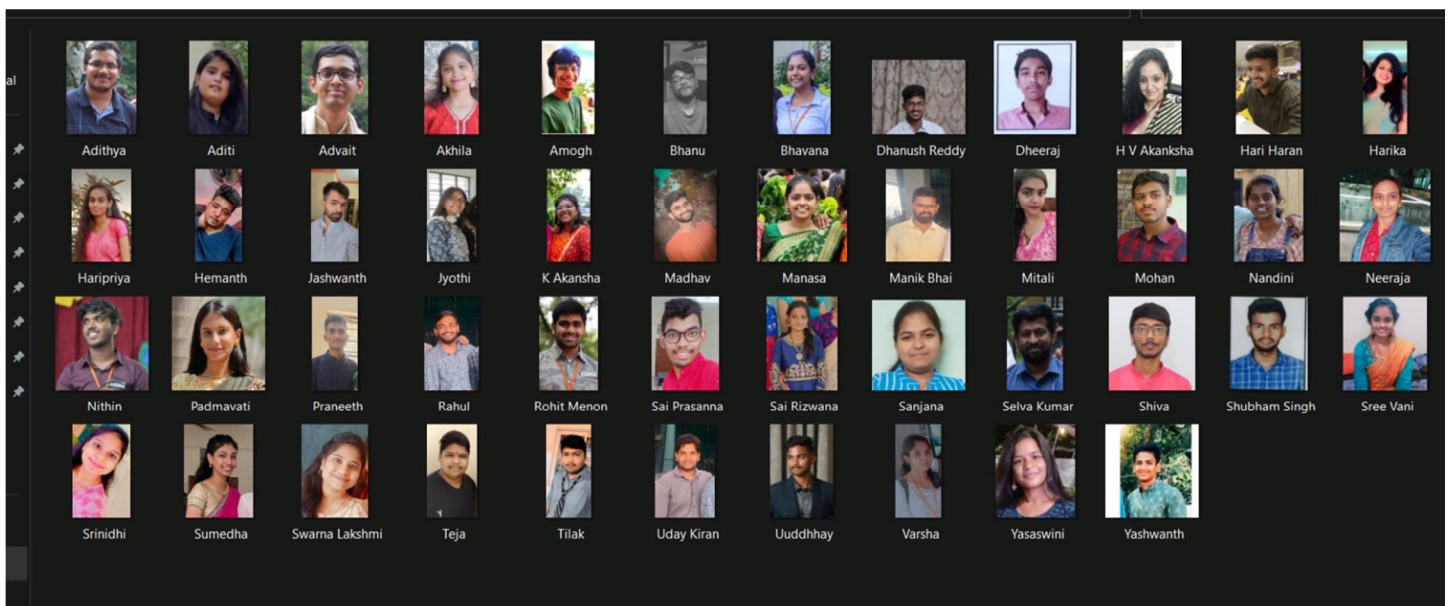 al
Adithya Aditi Advait Akhila Amogh Bhanu Bhavana Dhanush Reddy Dheeraj H V Akanksha Hari Haran Harika
Haripriya Hemanth Jashwanth Jyothi K Akansha Madhav Manasa Manik Bhai Mitali Mohan Nandini Neeraja
Nithin Padmavati Praneeth Rahul Rohit Menon Sai Prasanna Sai Rizwana Sanjana Selva Kumar Shiva Shubham Singh Sree Vani
Srinidhi Sumedha Swarna Lakshmi Teja Tilak Uday Kiran Uuddhhay Varsha Yasaswini Yashwanth